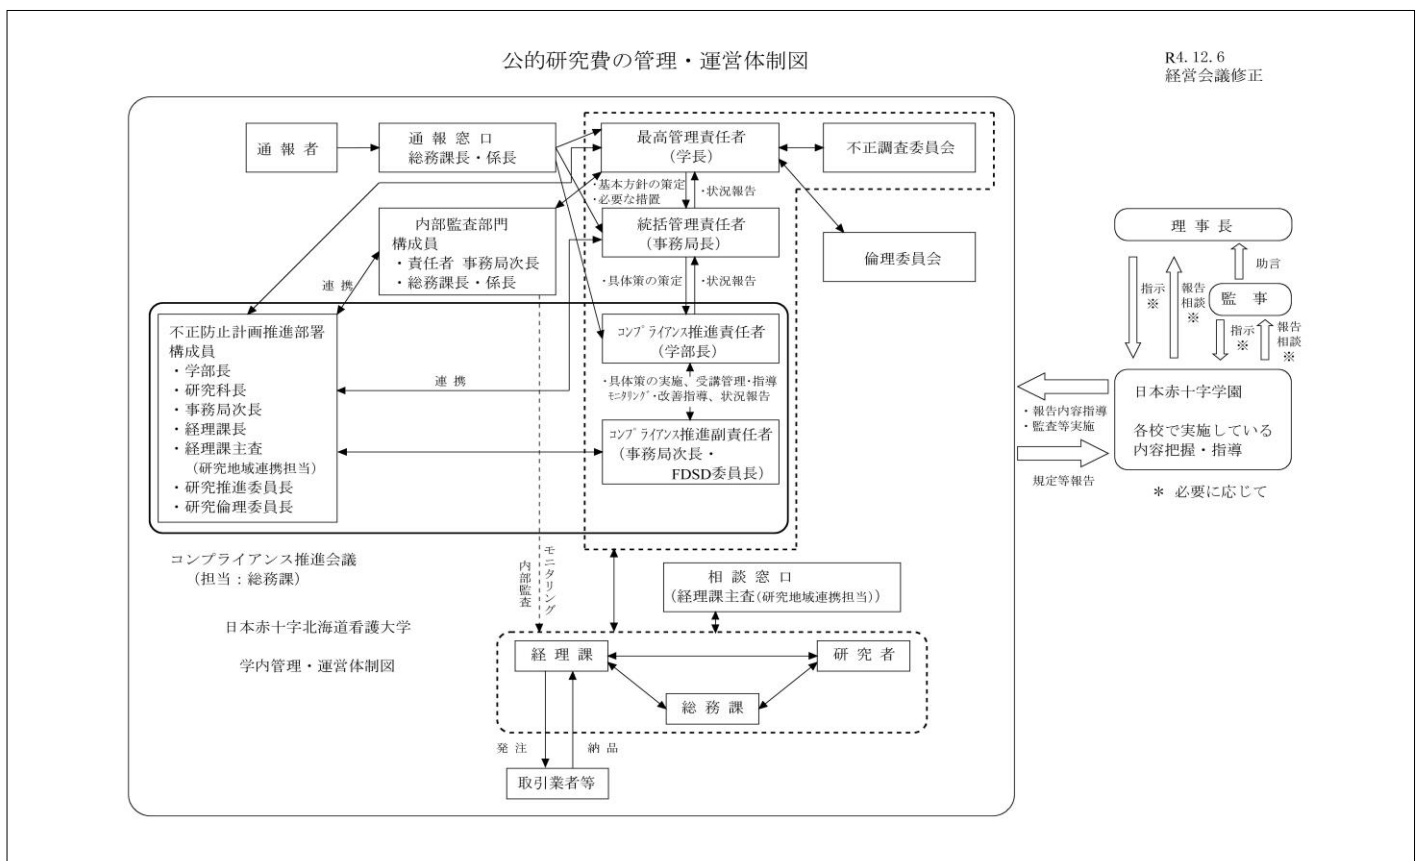 公的研究費の管理・運営体制図
R4.12.6
経営会議修正
通報者
通報窓口
総務課長・係長
最高管理責任者
（学長）
不正調査委員会
・基本方針の策定
・必要な措置
・状況報告
内部監査部門
構成員
・責任者 事務局次長
・総務課長・係長
統括管理責任者
（事務局長）
倫理委員会
連携
・具体策の策定
・状況報告
不正防止計画推進部署
構成員
・学部長
・研究科長
・事務局次長
・経理課長
・経理課主査
（研究地域連携担当）
・研究推進委員長
・研究倫理委員長
連携
コンプライアンス推進責任者
（学部長）
・具体策の実施、受講管理・指導
モニタリング・改善指導、状況報告
コンプライアンス推進副責任者
（事務局次長・
FDSD委員長）
コンプライアンス推進会議
（担当：総務課）
日本赤十字北海道看護大学
学内管理・運営体制図
モニタリング
内部監査
相談窓口
（経理課主査（研究地域連携担当））
経理課
研究者
総務課
発注
納品
取引業者等
理事長
助言
監事
指示
※
報告
相談
※
指示
※
報告
相談
※
日本赤十字学園
各校で実施している
内容把握・指導
・報告内容指導
・監査等実施
規定等報告
＊ 必要に応じて